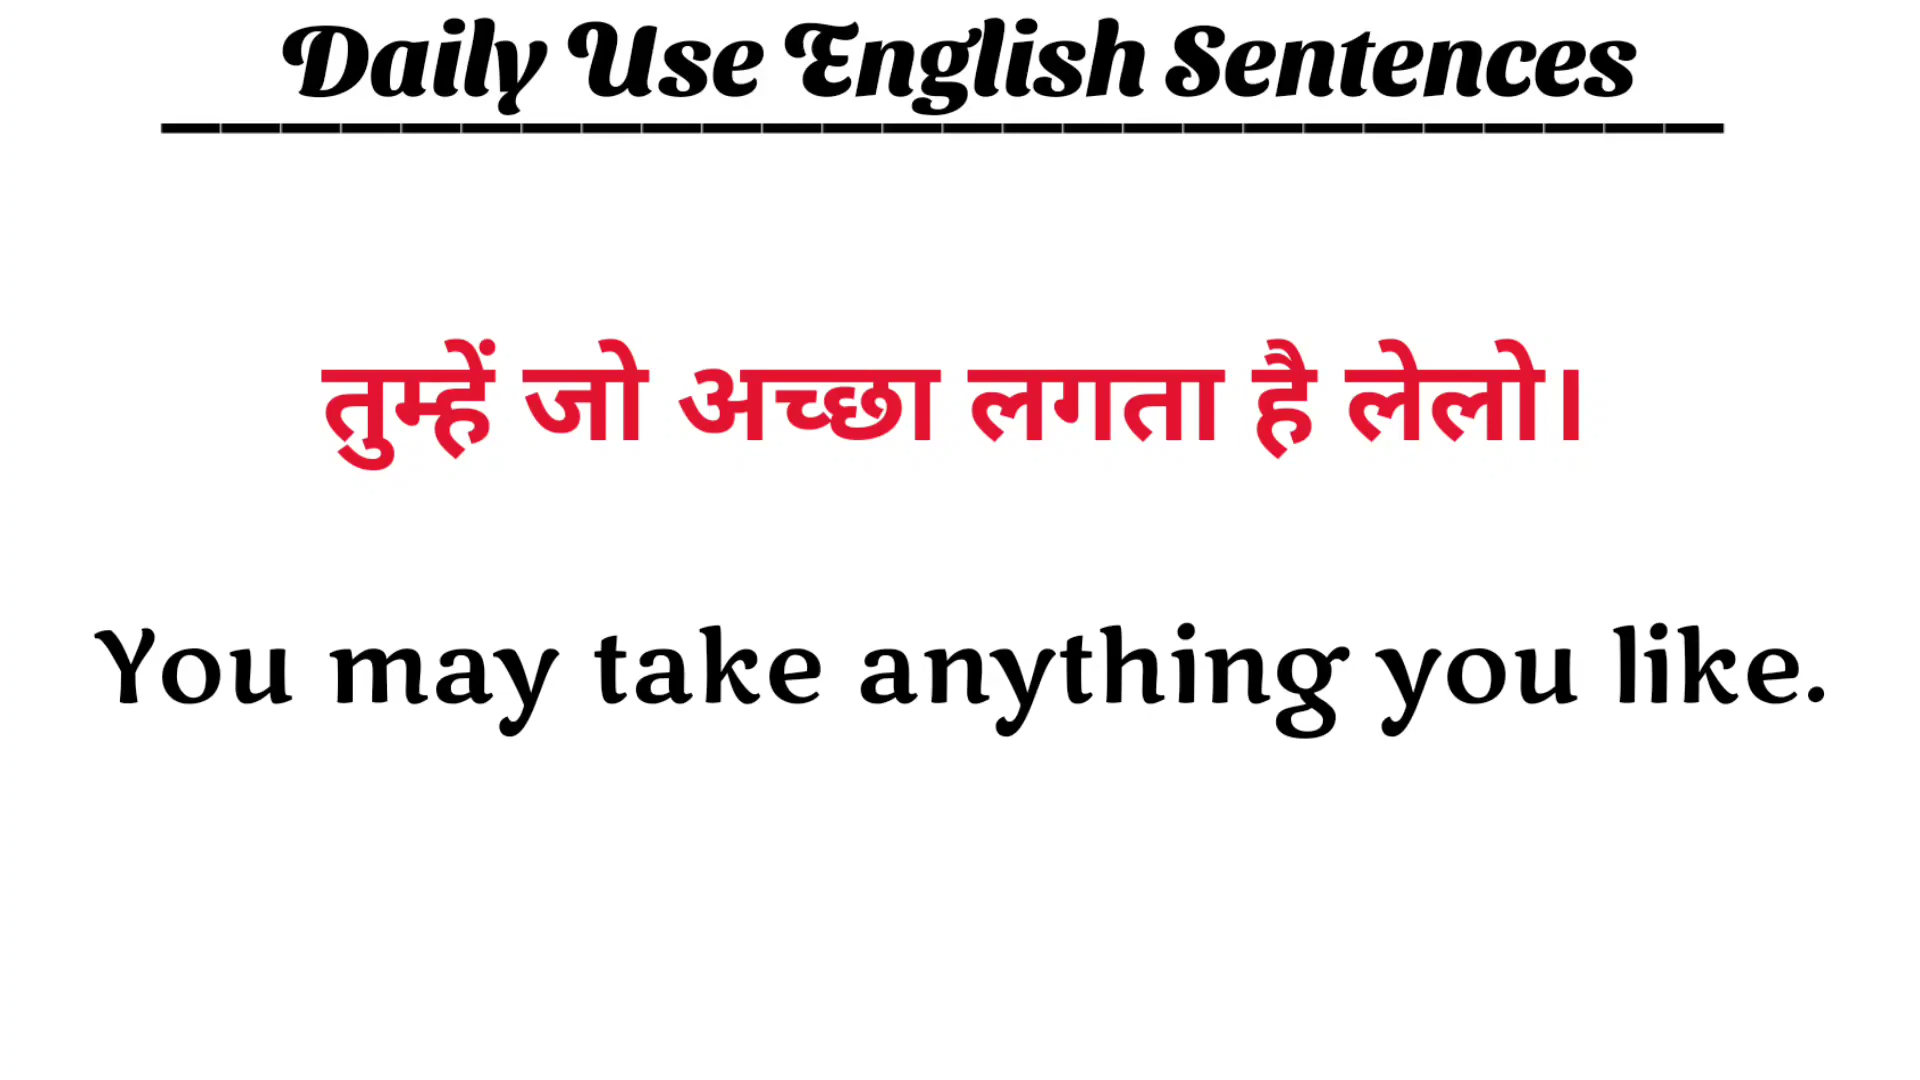 Daily Use English Sentences
तुम्हें जो अच्छा लगता है लेलो।
You may take anything you like.